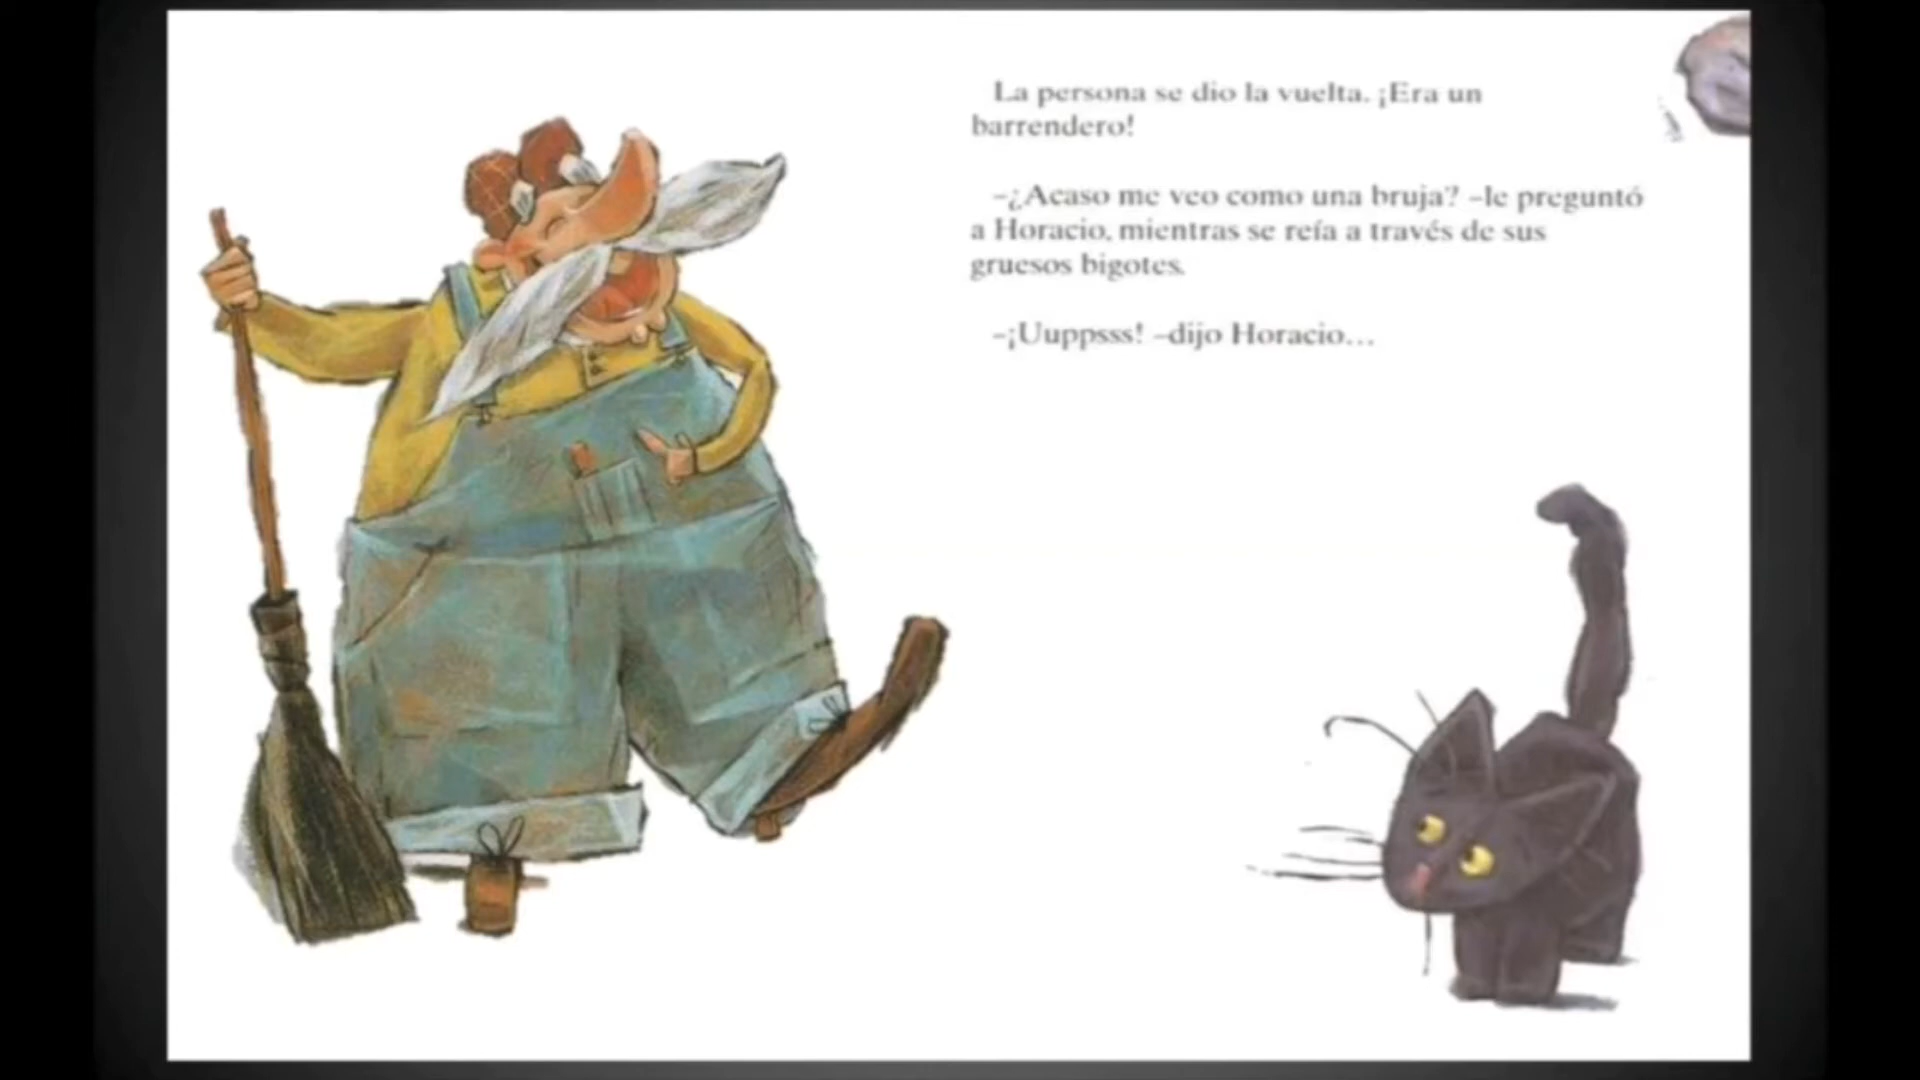 La persona se dio la vuelta. ¡Era un
barrendero!
–¿Acaso me veo como una bruja? –le preguntó
a Horacio, mientras se reía a través de sus
gruesos bigotes.
–¡Uuppsss! –dijo Horacio…